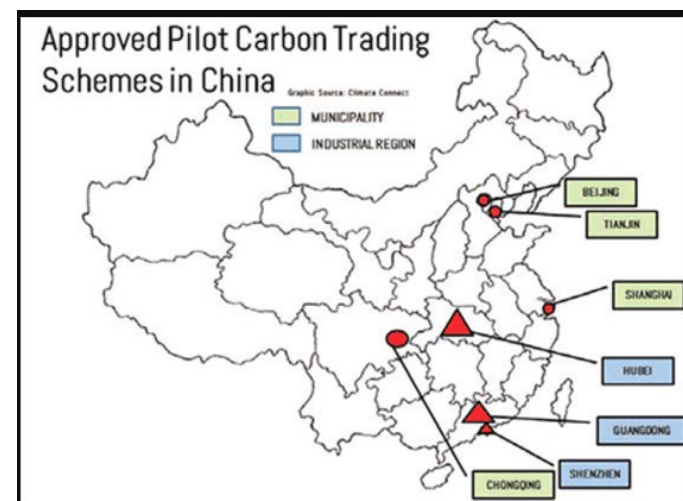 Approved Pilot Carbon Trading
Schemes in China
Graphic Source: Climate Connect
MUNICIPALITY
INDUSTRIAL REGION
BEIJING
TIANJIN
SHANGHAI
HUBEI
GUANGDONG
SHENZHEN
CHONGQING